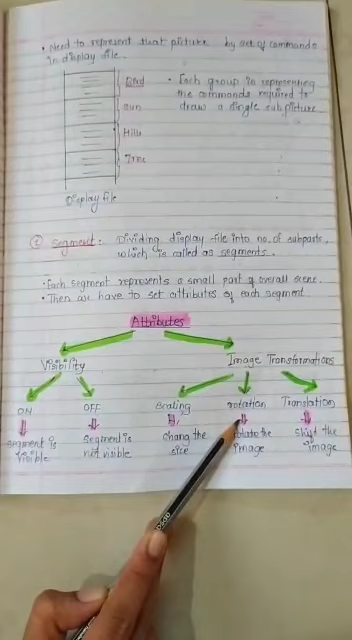 • Need to represent that picture by set of commands
in display file.
Bird
Sun
Hills
Tree
Display file
• Each group is representing
the commands required to
draw a single subpicture.
② Segment:- Dividing display file into no. of subparts,
which is called as segments.
• Each segment represents a small part of overall scene.
• Then we have to set attributes of each segment
Attributes
Visibility
Image Transformations
ON
OFF
Scaling
rotation
Translation
Segment is
Visible
Segment is
not visible
Chang the
size
the
image
Shift the
image
apsara